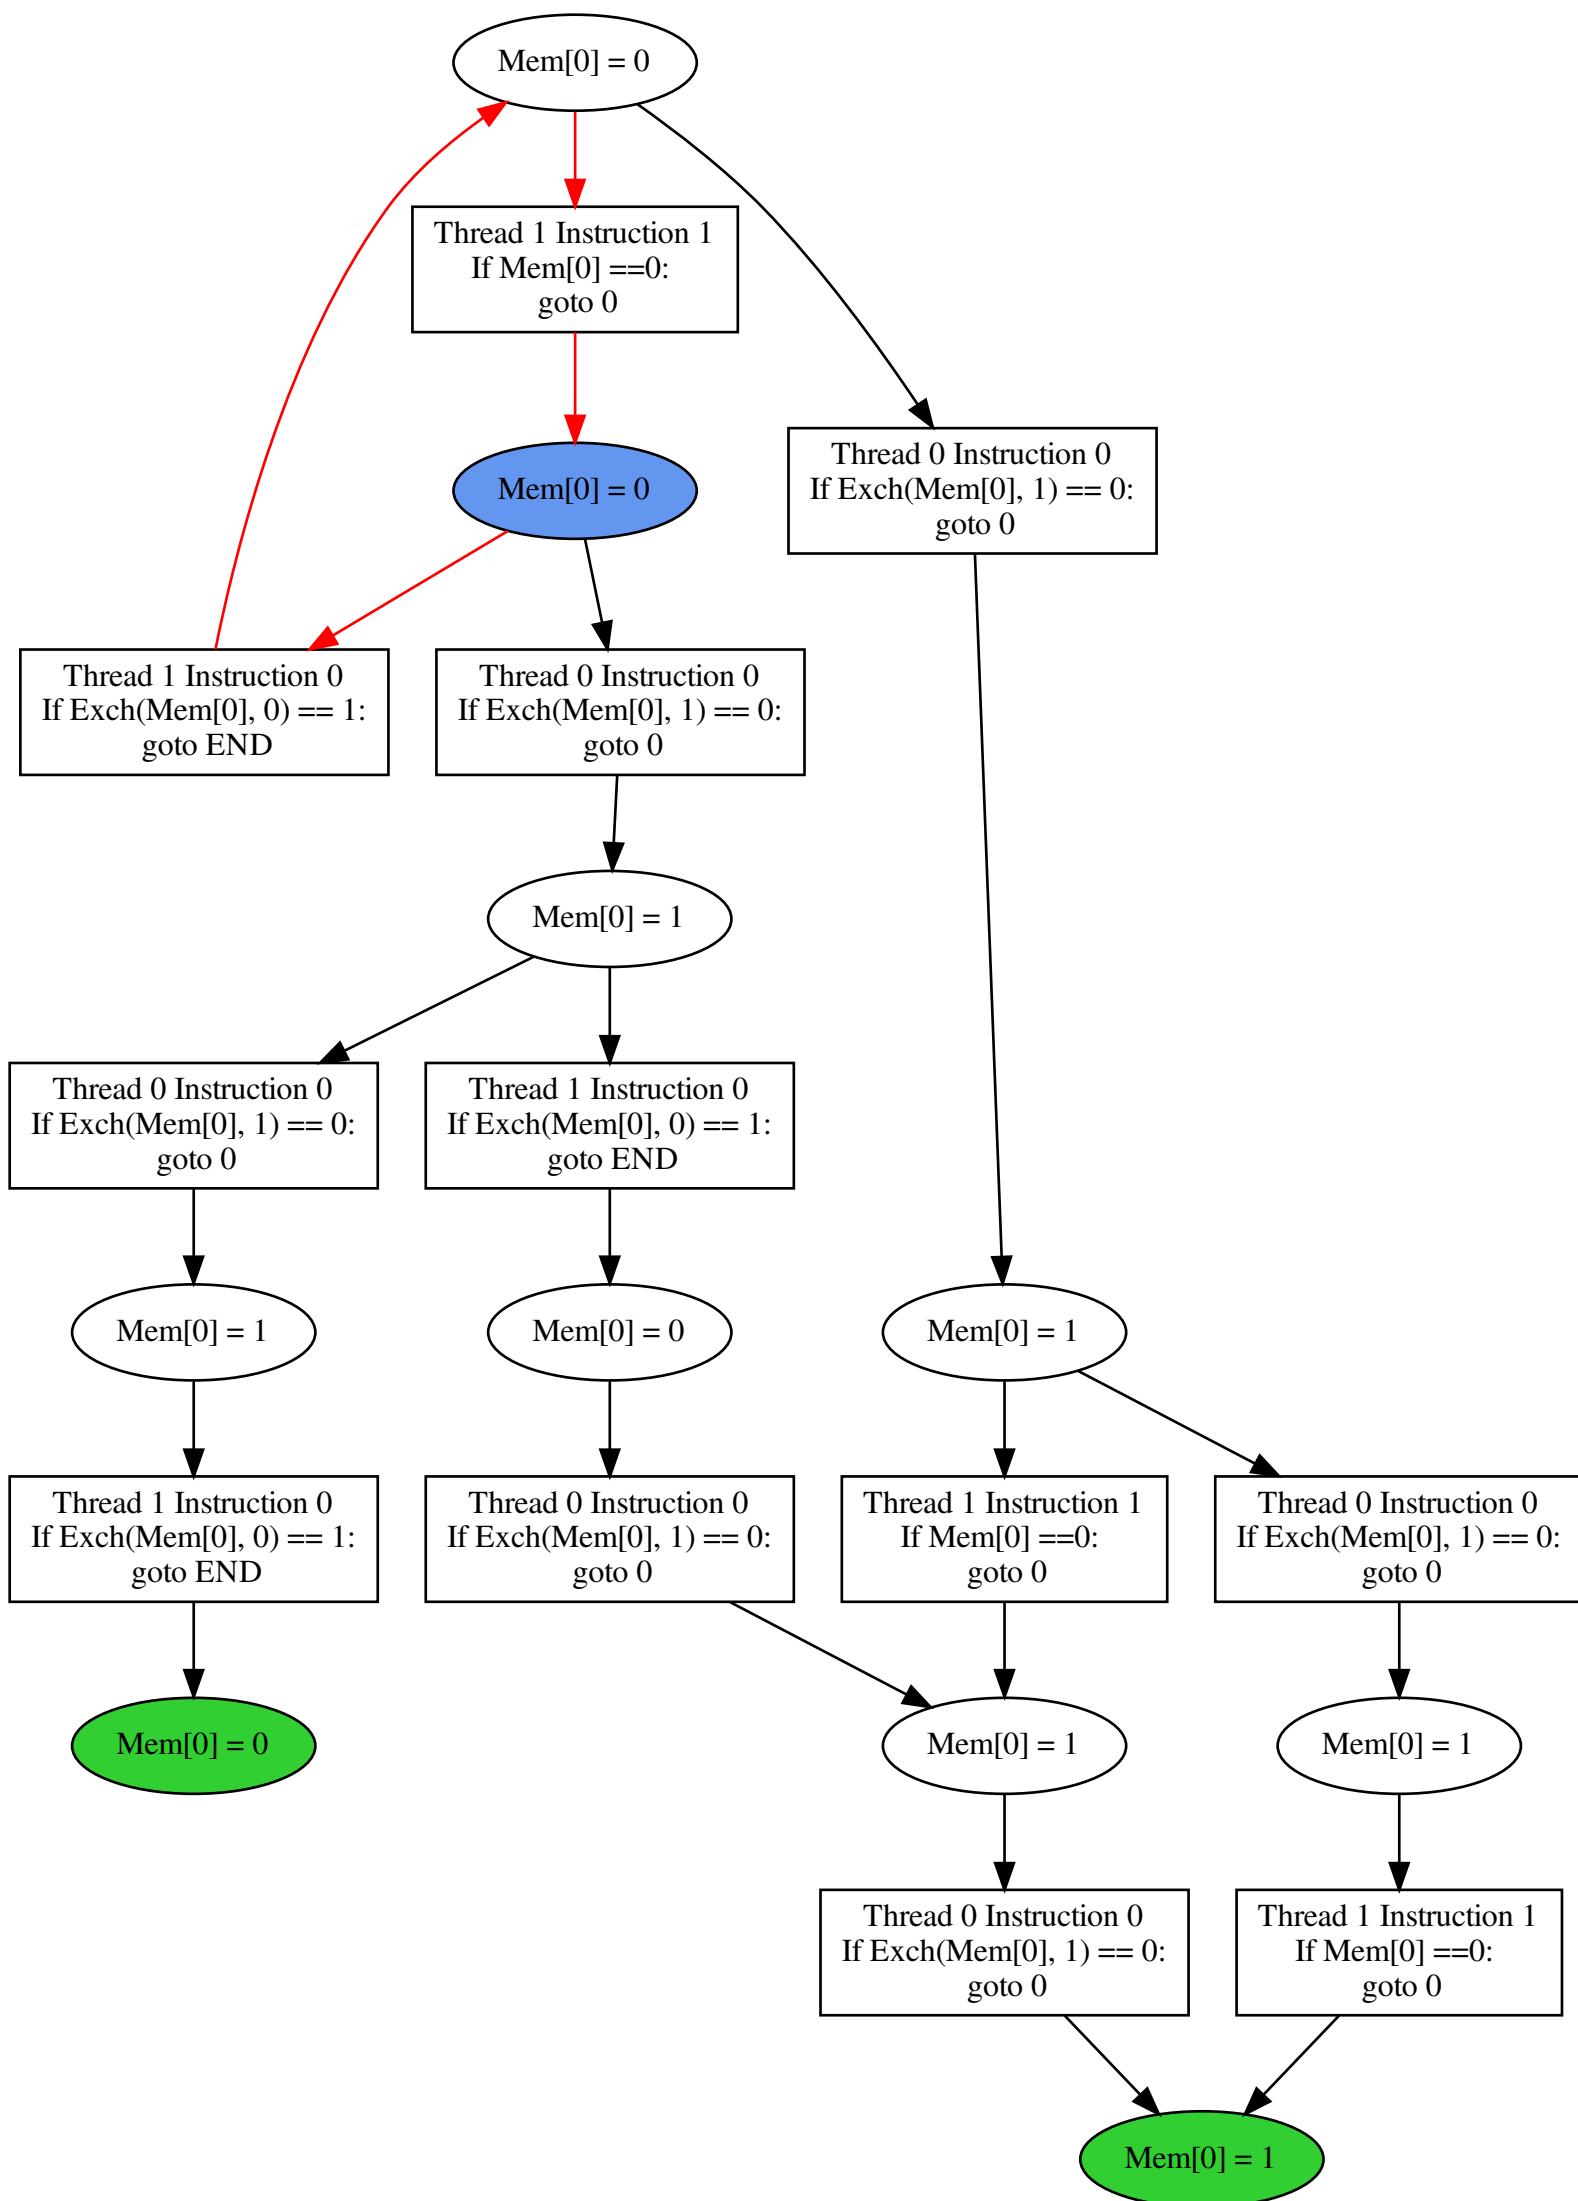 Mem[0] = 0
Thread 1 Instruction 1
If Mem[0] ==0:
goto 0
Thread 0 Instruction 0
If Exch(Mem[0], 1) == 0:
goto 0
Mem[0] = 0
Thread 1 Instruction 0
If Exch(Mem[0], 0) == 1:
goto END
Thread 0 Instruction 0
If Exch(Mem[0], 1) == 0:
goto 0
Mem[0] = 1
Thread 0 Instruction 0
If Exch(Mem[0], 1) == 0:
goto 0
Thread 1 Instruction 0
If Exch(Mem[0], 0) == 1:
goto END
Mem[0] = 1
Mem[0] = 0
Mem[0] = 1
Thread 1 Instruction 0
If Exch(Mem[0], 0) == 1:
goto END
Thread 0 Instruction 0
If Exch(Mem[0], 1) == 0:
goto 0
Thread 1 Instruction 1
If Mem[0] ==0:
goto 0
Thread 0 Instruction 0
If Exch(Mem[0], 1) == 0:
goto 0
Mem[0] = 0
Mem[0] = 1
Mem[0] = 1
Thread 0 Instruction 0
If Exch(Mem[0], 1) == 0:
goto 0
Thread 1 Instruction 1
If Mem[0] ==0:
goto 0
Mem[0] = 1